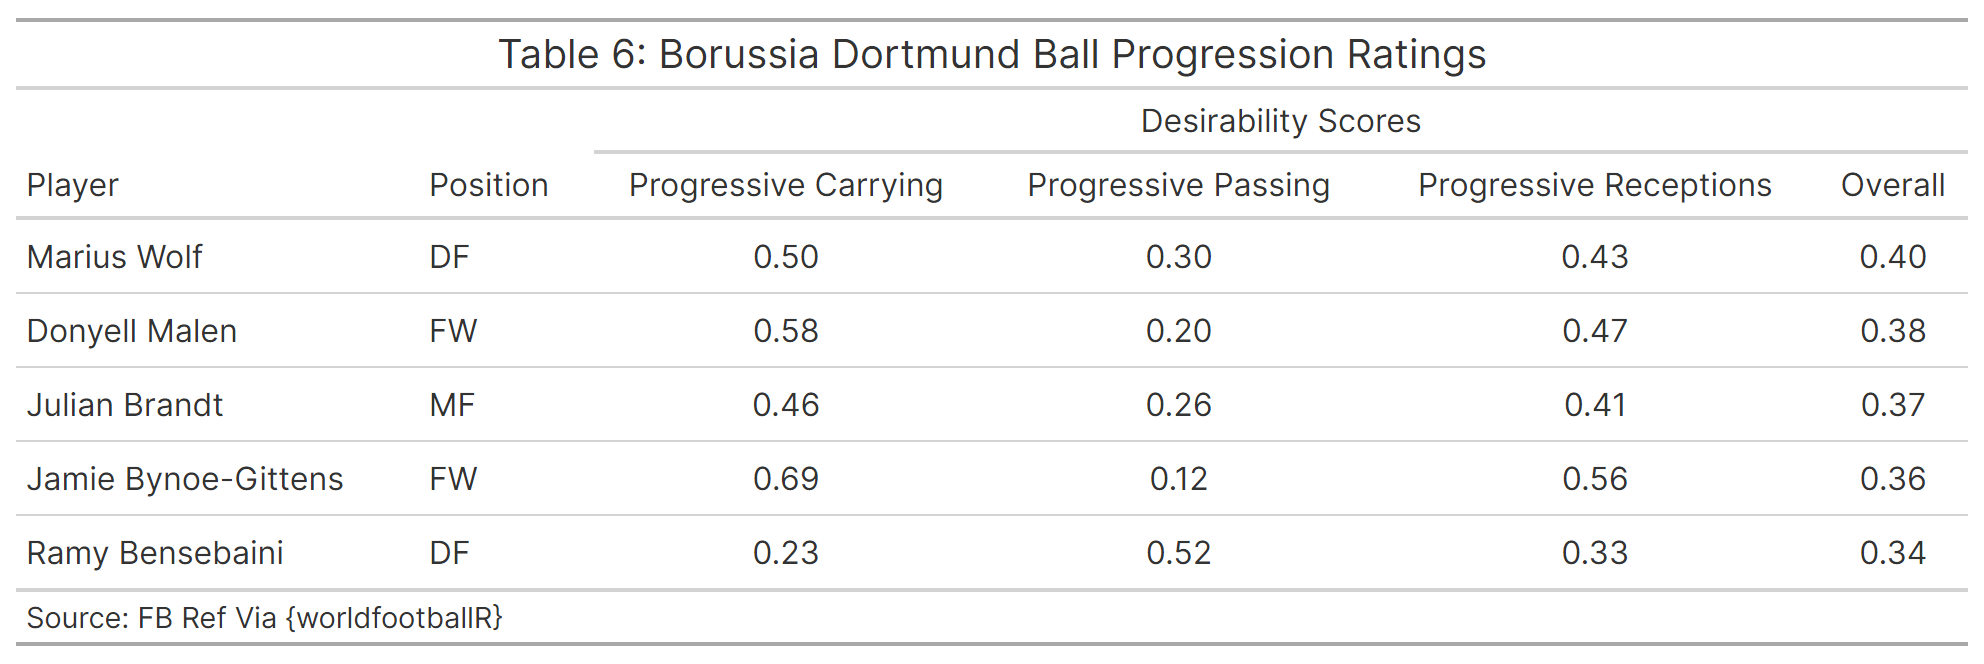 Table 6: Borussia Dortmund Ball Progression Ratings
Desirability Scores
Player Position Progressive Carrying Progressive Passing Progressive Receptions Overall
Marius Wolf DF 0.50 0.30 0.43 0.40
Donyell Malen FW 0.58 0.20 0.47 0.38
Julian Brandt MF 0.46 0.26 0.41 0.37
Jamie Bynoe-Gittens FW 0.69 0.12 0.56 0.36
Ramy Bensebaini DF 0.23 0.52 0.33 0.34
Source: FB Ref Via {worldfootballR}